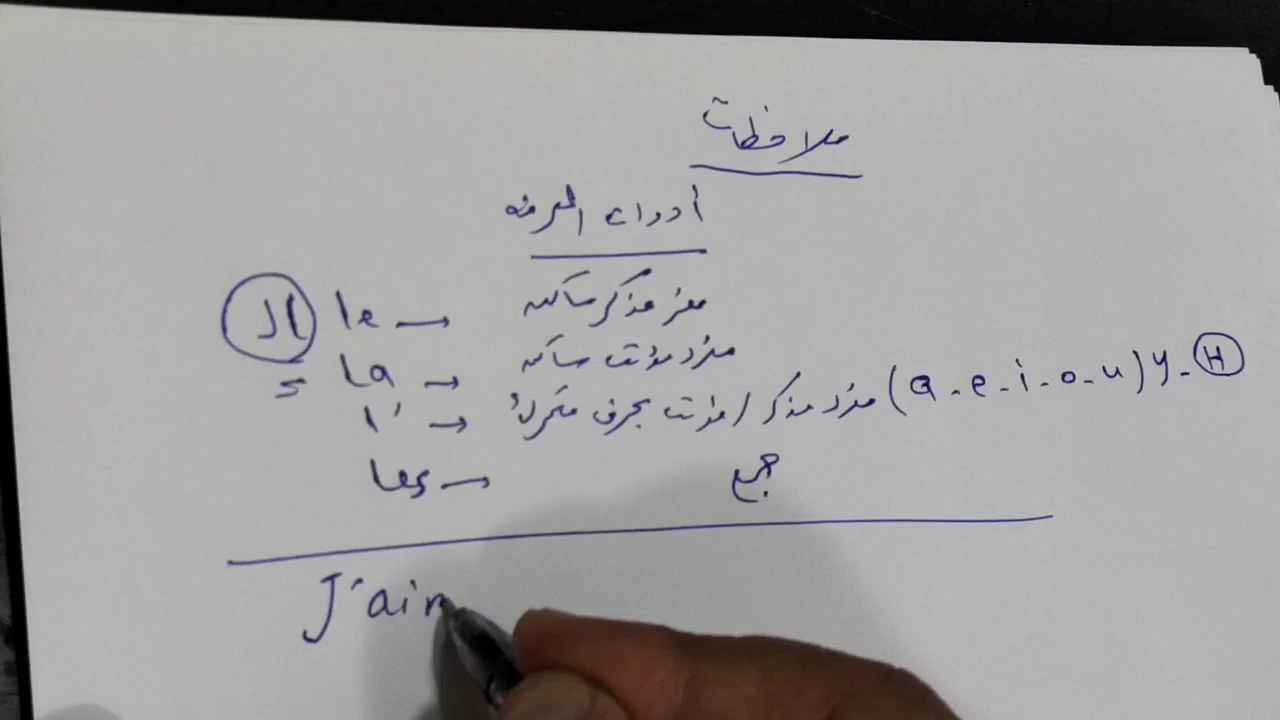 ملاحظات
أدوات المعرفة
ال le → مفرد مذكر ساكن
la → مفرد مؤنث ساكن
l' → مفرد مذكر / مؤنث بحرف متحرك (a-e-i-o-u) y-H
les → جمع
J'aim